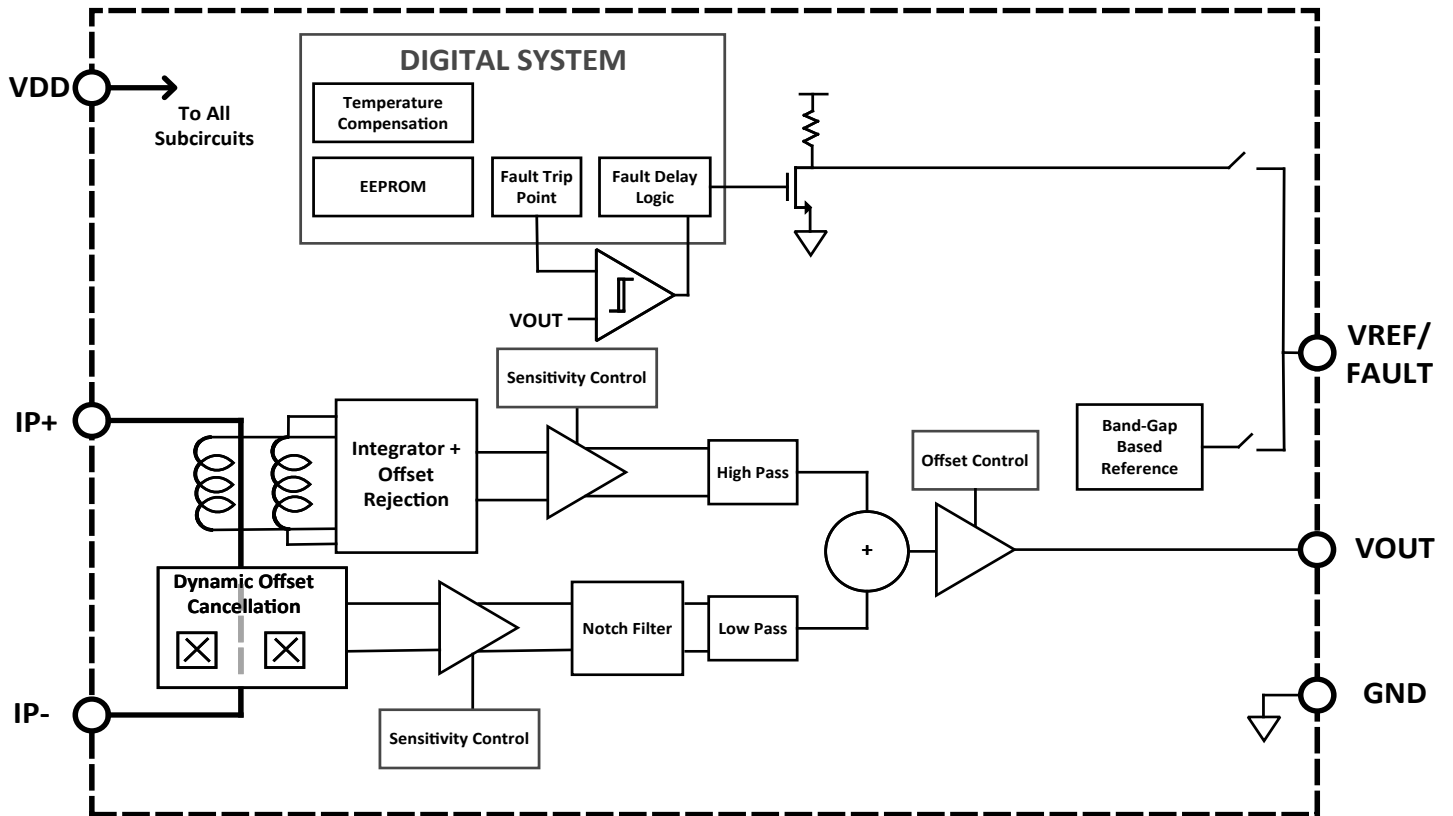 DIGITAL SYSTEM
VDD
To All
Subcircuits
Temperature
Compensation
EEPROM
Fault Trip
Point
Fault Delay
Logic
VOUT
VREF/
FAULT
Sensitivity Control
IP+
Integrator +
Offset
Rejection
High Pass
Offset Control
Band-Gap
Based
Reference
+
VOUT
Dynamic Offset
Cancellation
Notch Filter
Low Pass
IP-
Sensitivity Control
GND